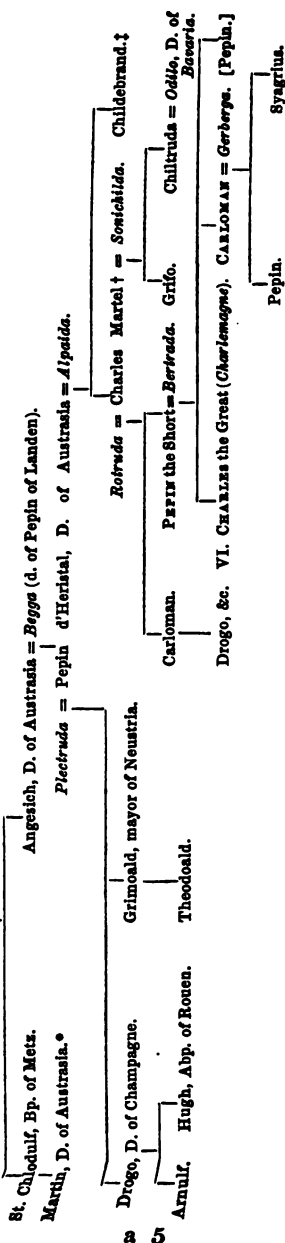 St. Chlodulf, Bp. of Metz. Angesich, D. of Austrasia = Begga (d. of Pepin of Landen).
Martin, D. of Austrasia.*
Plectruda = Pepin d'Heristal, D. of Austrasia = Alpaida.
Drogo, D. of Champagne. Grimoald, mayor of Neustria. Rotruda = Charles Martel † = Sonichilda. Childebrand.‡
Arnulf. Hugh, Abp. of Rouen. Theodoald. Carloman. PEPIN the Short = Bertrada. Grifo. Chiltruda = Odilo, D. of
Bavaria.
Drogo, &c. VI. CHARLES the Great (Charlemagne). CARLOMAN = Gerberga. [Pepin.]
Pepin. Syagrius.